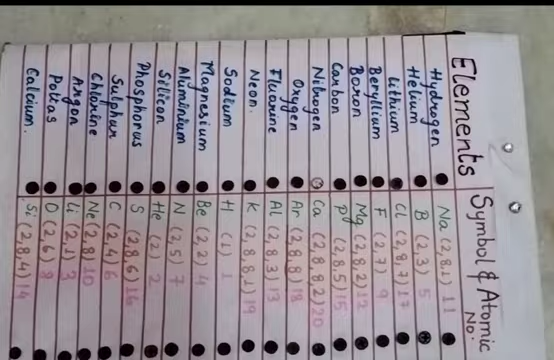 Elements Symbol & Atomic No:
Hydrogen Na (2,8,1) 11
Helium B (2,3) 5
Lithium Cl (2,8,7) 17
Beryllium F (2,7) 9
Boron Mg (2,8,2) 12
Carbon P (2,8,5) 15
Nitrogen Ca (2,8,8,2) 20
Oxygen Ar (2,8,8) 18
Fluorine Al (2,8,3) 13
Neon. K (2,8,8,1) 19
Sodium H (1) 1
Magnesium Be (2,2) 4
Aluminium N (2,5) 7
Silicon He (2) 2
Phosphorus S (2,8,6) 16
Sulphur C (2,4) 6
Chlorine Ne (2,8) 10
Argon Li (2,1) 3
Potas O (2,6) 8
Calcium. Si (2,8,4) 14